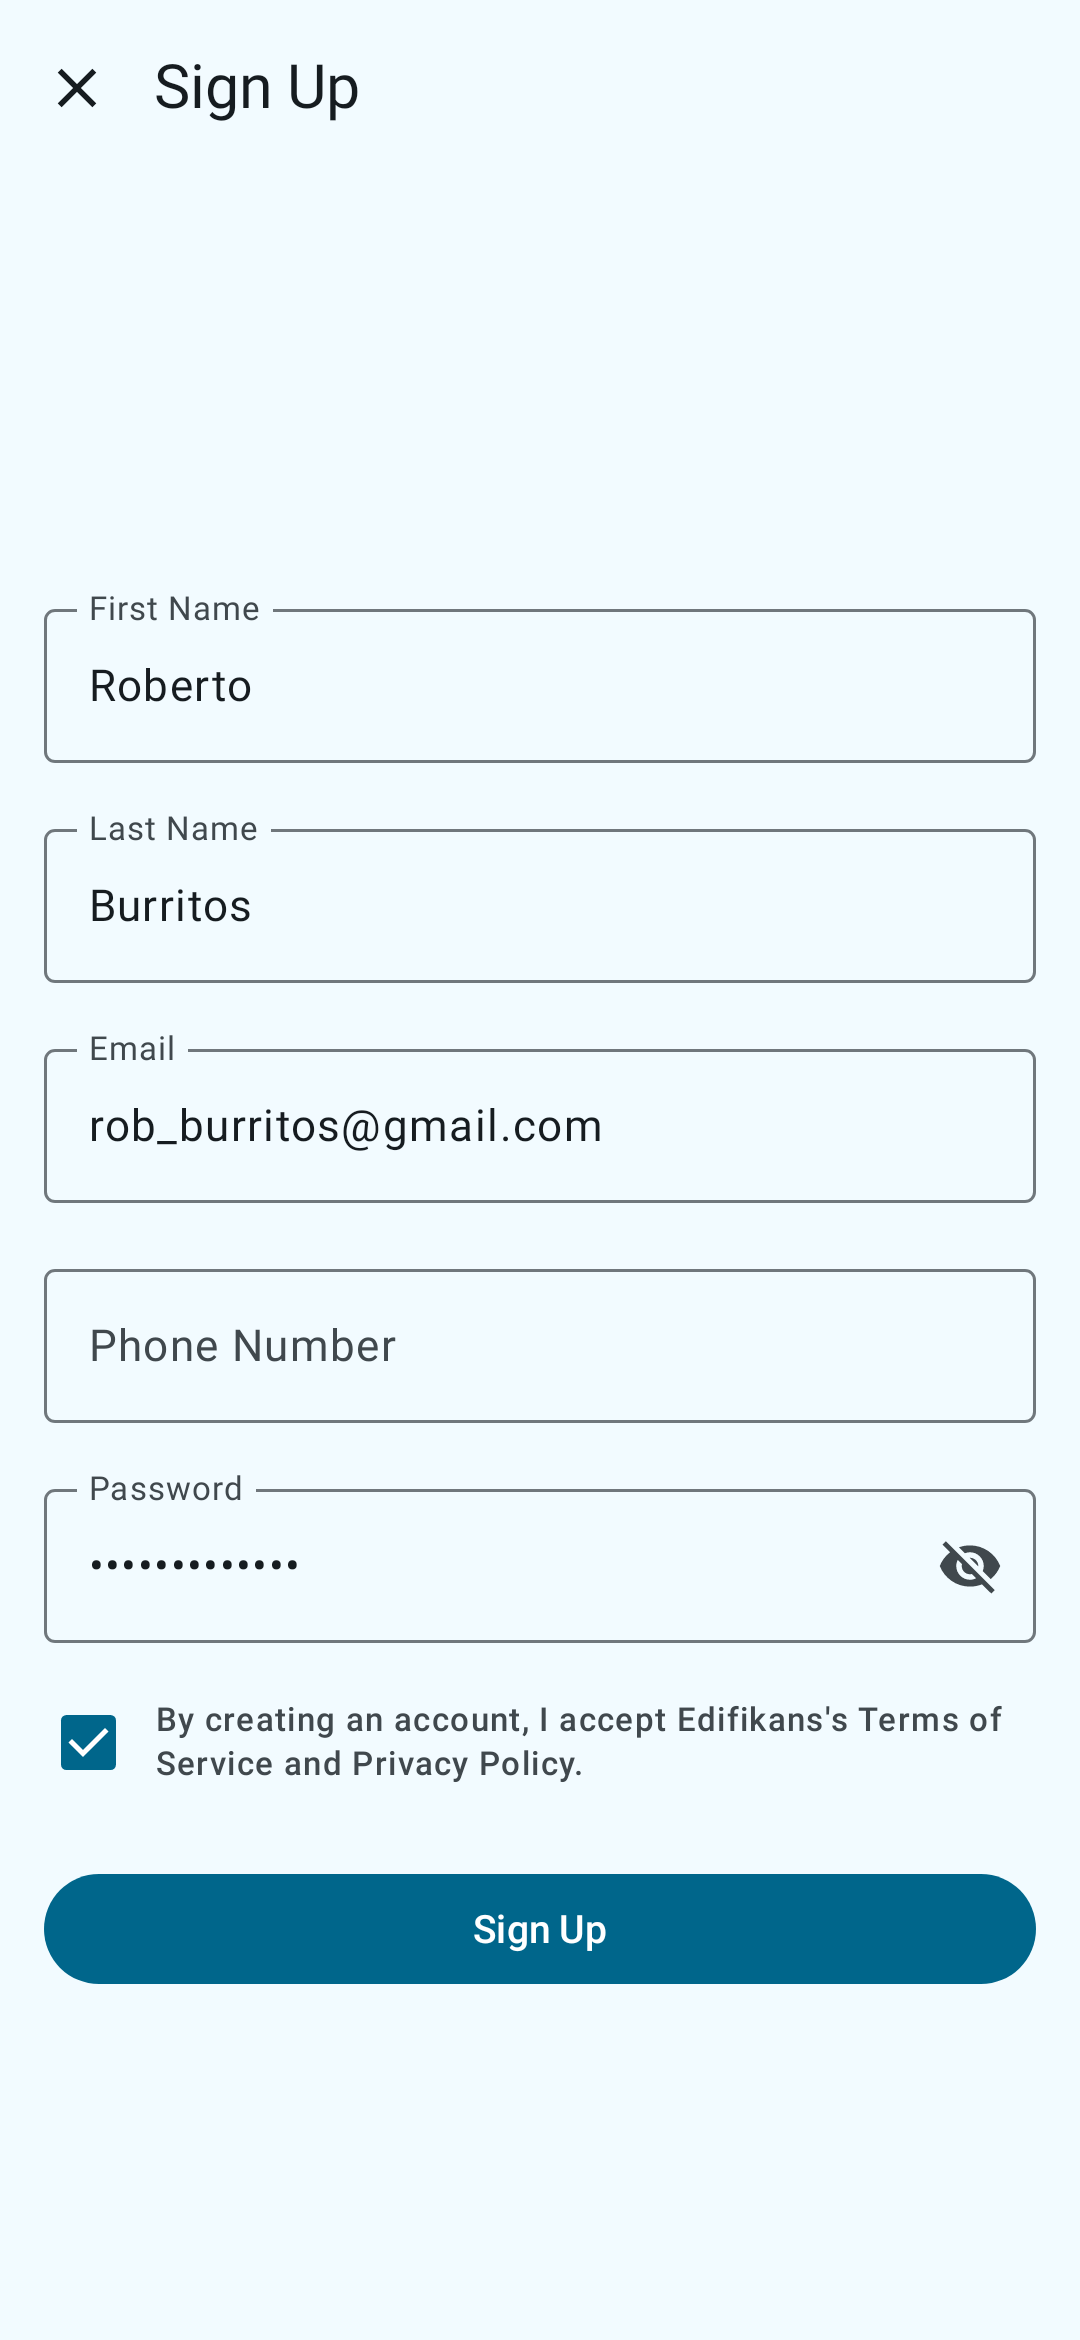 Sign Up
First Name
Roberto
Last Name
Burritos
Email
rob_burritos@gmail.com
Phone Number
Password
•••••••••••••
By creating an account, I accept Edifikans's Terms of
Service and Privacy Policy.
Sign Up